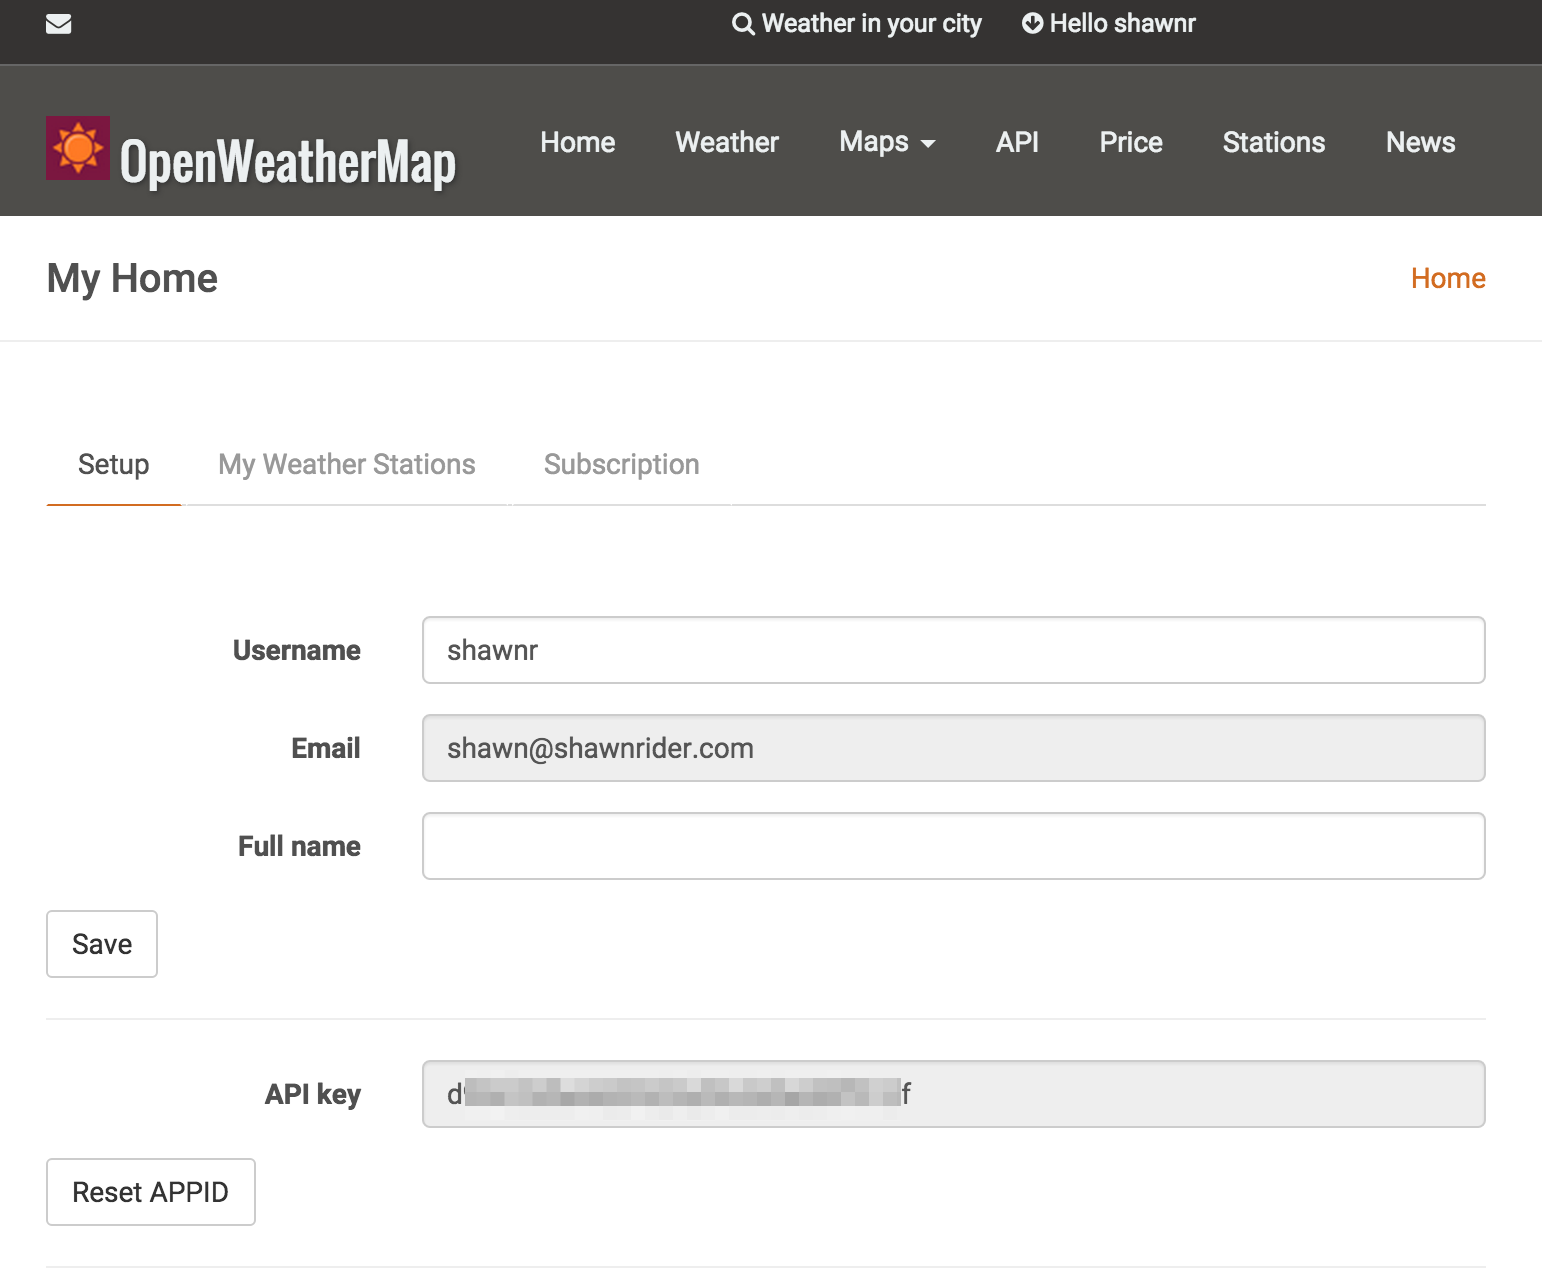 Weather in your city Hello shawnr
OpenWeatherMap Home Weather Maps API Price Stations News
My Home Home
Setup My Weather Stations Subscription
Username shawnr
Email shawn@shawnrider.com
Full name
Save
API key d f
Reset APPID